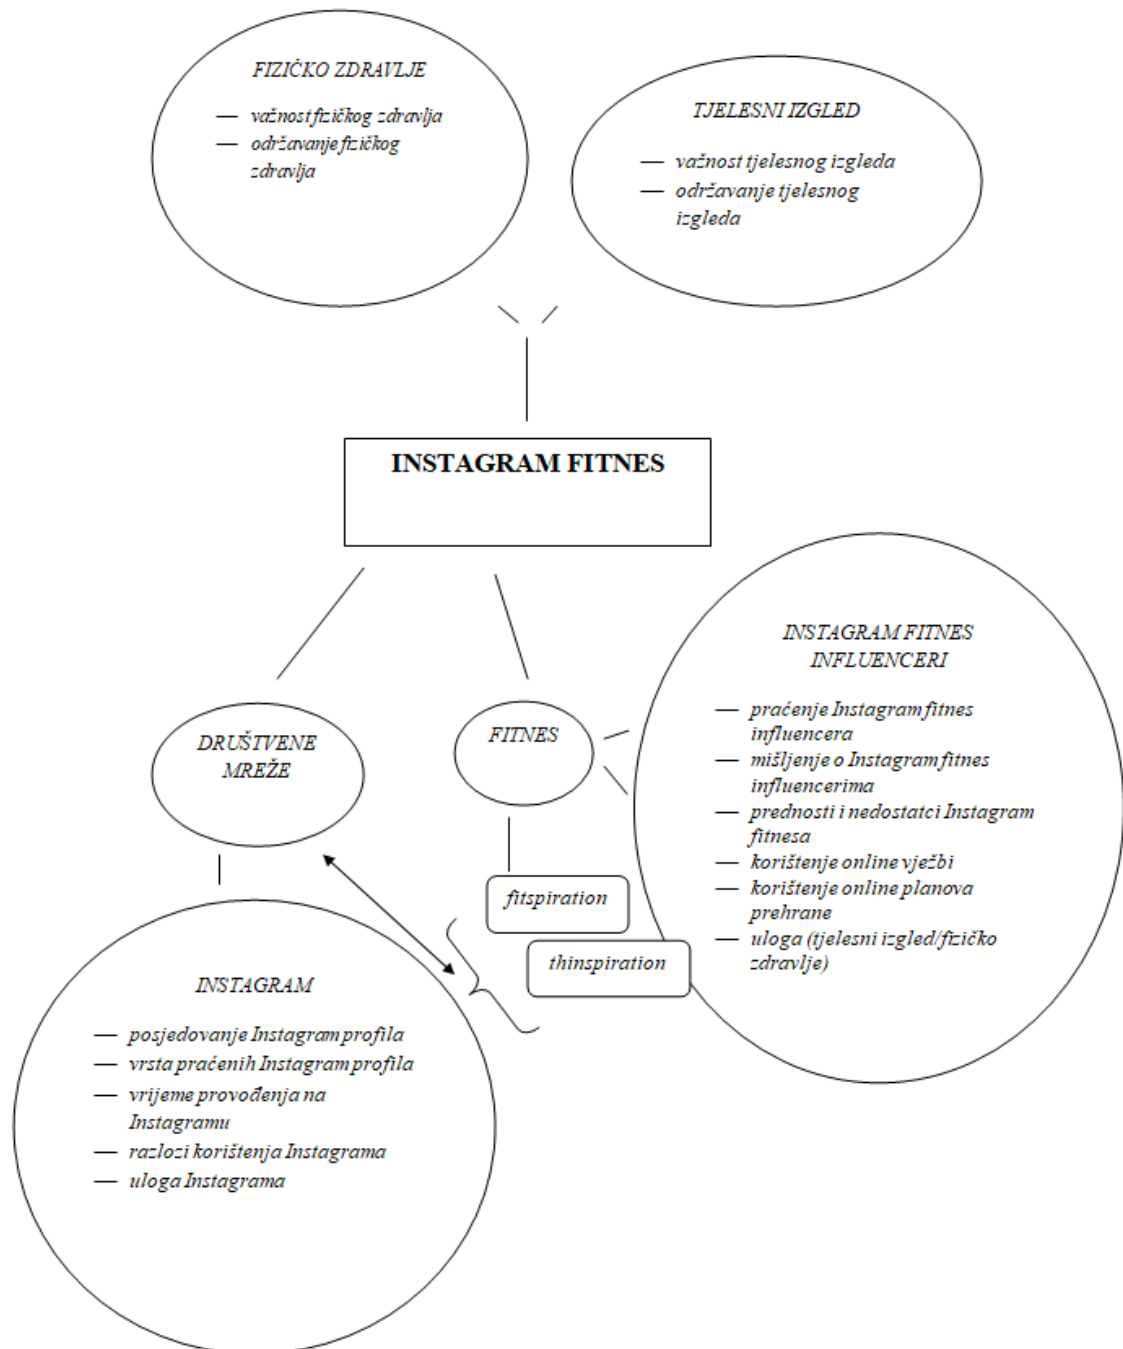 FIZIČKO ZDRAVLJE
— važnost fizičkog zdravlja
— održavanje fizičkog
zdravlja
TJELESNI IZGLED
— važnost tjelesnog izgleda
— održavanje tjelesnog
izgleda
INSTAGRAM FITNES
DRUŠTVENE
MREŽE
FITNES
INSTAGRAM FITNES
INFLUENCERI
— praćenje Instagram fitnes
influencera
— mišljenje o Instagram fitnes
influencerima
— prednosti i nedostatci Instagram
fitnesa
— korištenje online vježbi
— korištenje online planova
prehrane
— uloga (tjelesni izgled/fizičko
zdravlje)
fitspiration
thinspiration
INSTAGRAM
— posjedovanje Instagram profila
— vrsta praćenih Instagram profila
— vrijeme provođenja na
Instagramu
— razlozi korištenja Instagrama
— uloga Instagrama